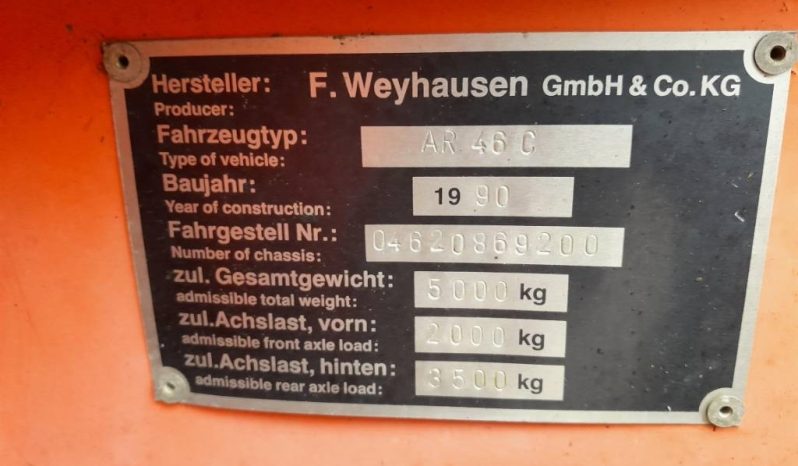 Hersteller: F. Weyhausen GmbH & Co. KG
Producer:
Fahrzeugtyp: AR 46 C
Type of vehicle:
Baujahr: 19 90
Year of construction:
Fahrgestell Nr.: 04620869200
Number of chassis:
zul. Gesamtgewicht: 5000 kg
admissible total weight:
zul.Achslast, vorn: 2000 kg
admissible front axle load:
zul.Achslast, hinten: 3500 kg
admissible rear axle load: